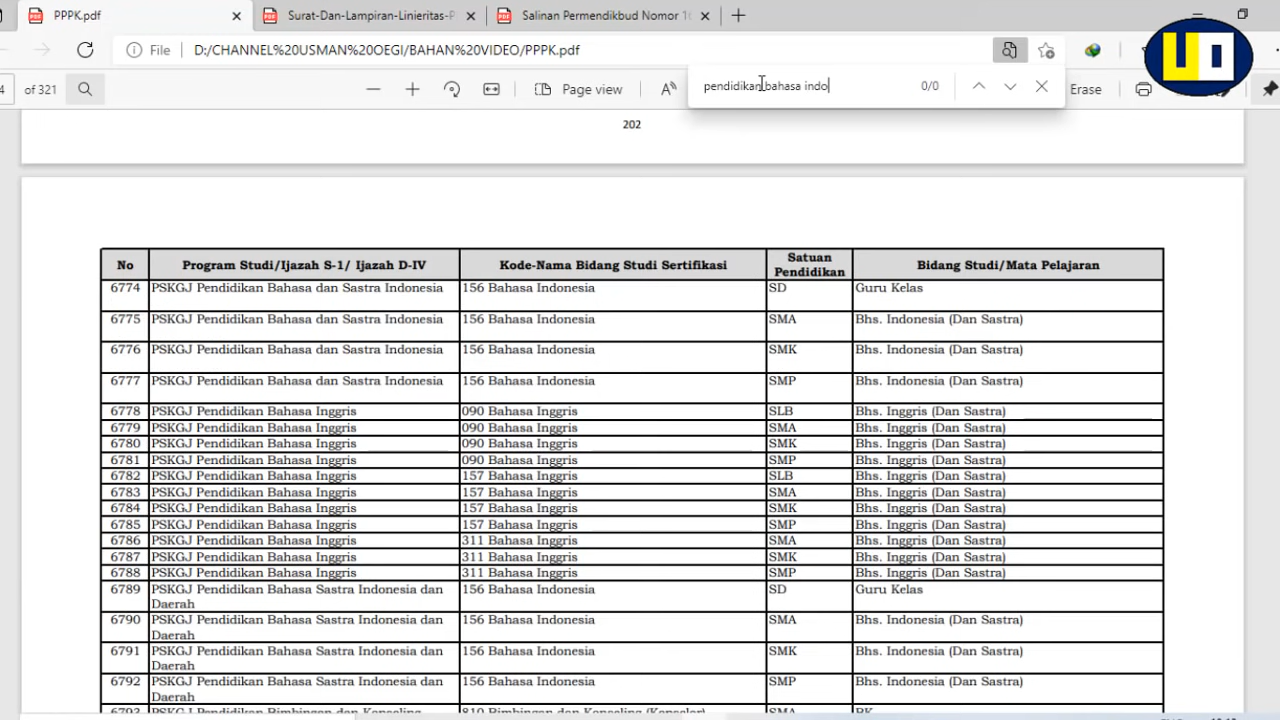 PPPK.pdf
Surat-Dan-Lampiran-Linieritas-P
Salinan Permendikbud Nomor 1
UO
File D:/CHANNEL%20USMAN%20OEGI/BAHAN%20VIDEO/PPPK.pdf
4 of 321
Page view
pendidikan bahasa indo 0/0
Erase
202
No Program Studi/Ijazah S-1/ Ijazah D-IV Kode-Nama Bidang Studi Sertifikasi Satuan Pendidikan Bidang Studi/Mata Pelajaran
6774 PSKGJ Pendidikan Bahasa dan Sastra Indonesia 156 Bahasa Indonesia SD Guru Kelas
6775 PSKGJ Pendidikan Bahasa dan Sastra Indonesia 156 Bahasa Indonesia SMA Bhs. Indonesia (Dan Sastra)
6776 PSKGJ Pendidikan Bahasa dan Sastra Indonesia 156 Bahasa Indonesia SMK Bhs. Indonesia (Dan Sastra)
6777 PSKGJ Pendidikan Bahasa dan Sastra Indonesia 156 Bahasa Indonesia SMP Bhs. Indonesia (Dan Sastra)
6778 PSKGJ Pendidikan Bahasa Inggris 090 Bahasa Inggris SLB Bhs. Inggris (Dan Sastra)
6779 PSKGJ Pendidikan Bahasa Inggris 090 Bahasa Inggris SMA Bhs. Inggris (Dan Sastra)
6780 PSKGJ Pendidikan Bahasa Inggris 090 Bahasa Inggris SMK Bhs. Inggris (Dan Sastra)
6781 PSKGJ Pendidikan Bahasa Inggris 090 Bahasa Inggris SMP Bhs. Inggris (Dan Sastra)
6782 PSKGJ Pendidikan Bahasa Inggris 157 Bahasa Inggris SLB Bhs. Inggris (Dan Sastra)
6783 PSKGJ Pendidikan Bahasa Inggris 157 Bahasa Inggris SMA Bhs. Inggris (Dan Sastra)
6784 PSKGJ Pendidikan Bahasa Inggris 157 Bahasa Inggris SMK Bhs. Inggris (Dan Sastra)
6785 PSKGJ Pendidikan Bahasa Inggris 157 Bahasa Inggris SMP Bhs. Inggris (Dan Sastra)
6786 PSKGJ Pendidikan Bahasa Inggris 311 Bahasa Inggris SMA Bhs. Inggris (Dan Sastra)
6787 PSKGJ Pendidikan Bahasa Inggris 311 Bahasa Inggris SMK Bhs. Inggris (Dan Sastra)
6788 PSKGJ Pendidikan Bahasa Inggris 311 Bahasa Inggris SMP Bhs. Inggris (Dan Sastra)
6789 PSKGJ Pendidikan Bahasa Sastra Indonesia dan 156 Bahasa Indonesia SD Guru Kelas
Daerah
6790 PSKGJ Pendidikan Bahasa Sastra Indonesia dan 156 Bahasa Indonesia SMA Bhs. Indonesia (Dan Sastra)
Daerah
6791 PSKGJ Pendidikan Bahasa Sastra Indonesia dan 156 Bahasa Indonesia SMK Bhs. Indonesia (Dan Sastra)
Daerah
6792 PSKGJ Pendidikan Bahasa Sastra Indonesia dan 156 Bahasa Indonesia SMP Bhs. Indonesia (Dan Sastra)
Daerah
6793 PSKGJ Pendidikan Bimbingan dan Konseling 810 Bimbingan dan Konseling (Konselor) SMA BK